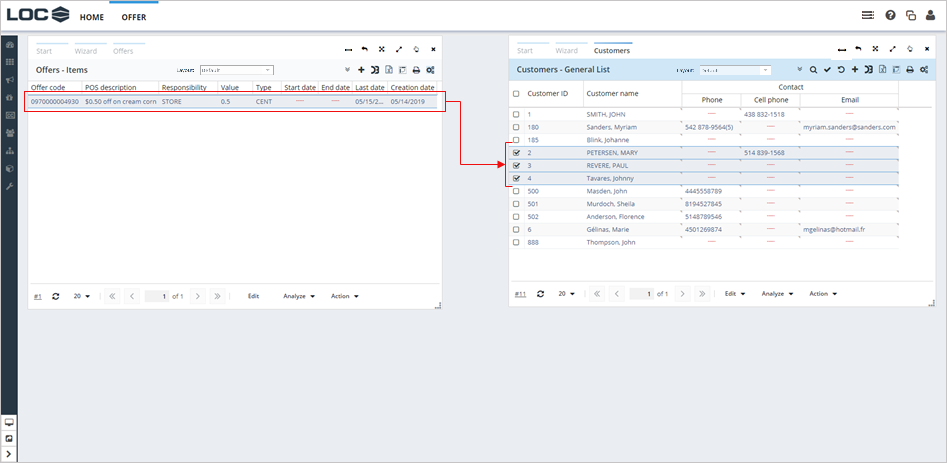 LOC HOME OFFER
Start Wizard Offers
Offers - Items Layout: Default
Offer code POS description Responsibility Value Type Start date End date Last date Creation date
0970000004930 $0.50 off on cream corn STORE 0.5 CENT — — 05/15/2... 05/14/2019
#1 20 1 of 1 Edit Analyze Action
Start Wizard Customers
Customers - General List Layout: Default
Customer ID Customer name Contact
Phone Cell phone Email
1 SMITH, JOHN — 438 832-1518 —
180 Sanders, Myriam 542 878-9564(5) — myriam.sanders@sanders.com
185 Blink, Johanne — — —
2 PETERSEN, MARY — 514 839-1568 —
3 REVERE, PAUL — — —
4 Tavares, Johnny — — —
500 Masden, John 4445558789 — —
501 Murdoch, Sheila 8194527845 — —
502 Anderson, Florence 5148789546 — —
6 Gélinas, Marie 4501269874 — mgelinas@hotmail.fr
888 Thompson, John — — —
#11 20 1 of 1 Edit Analyze Action